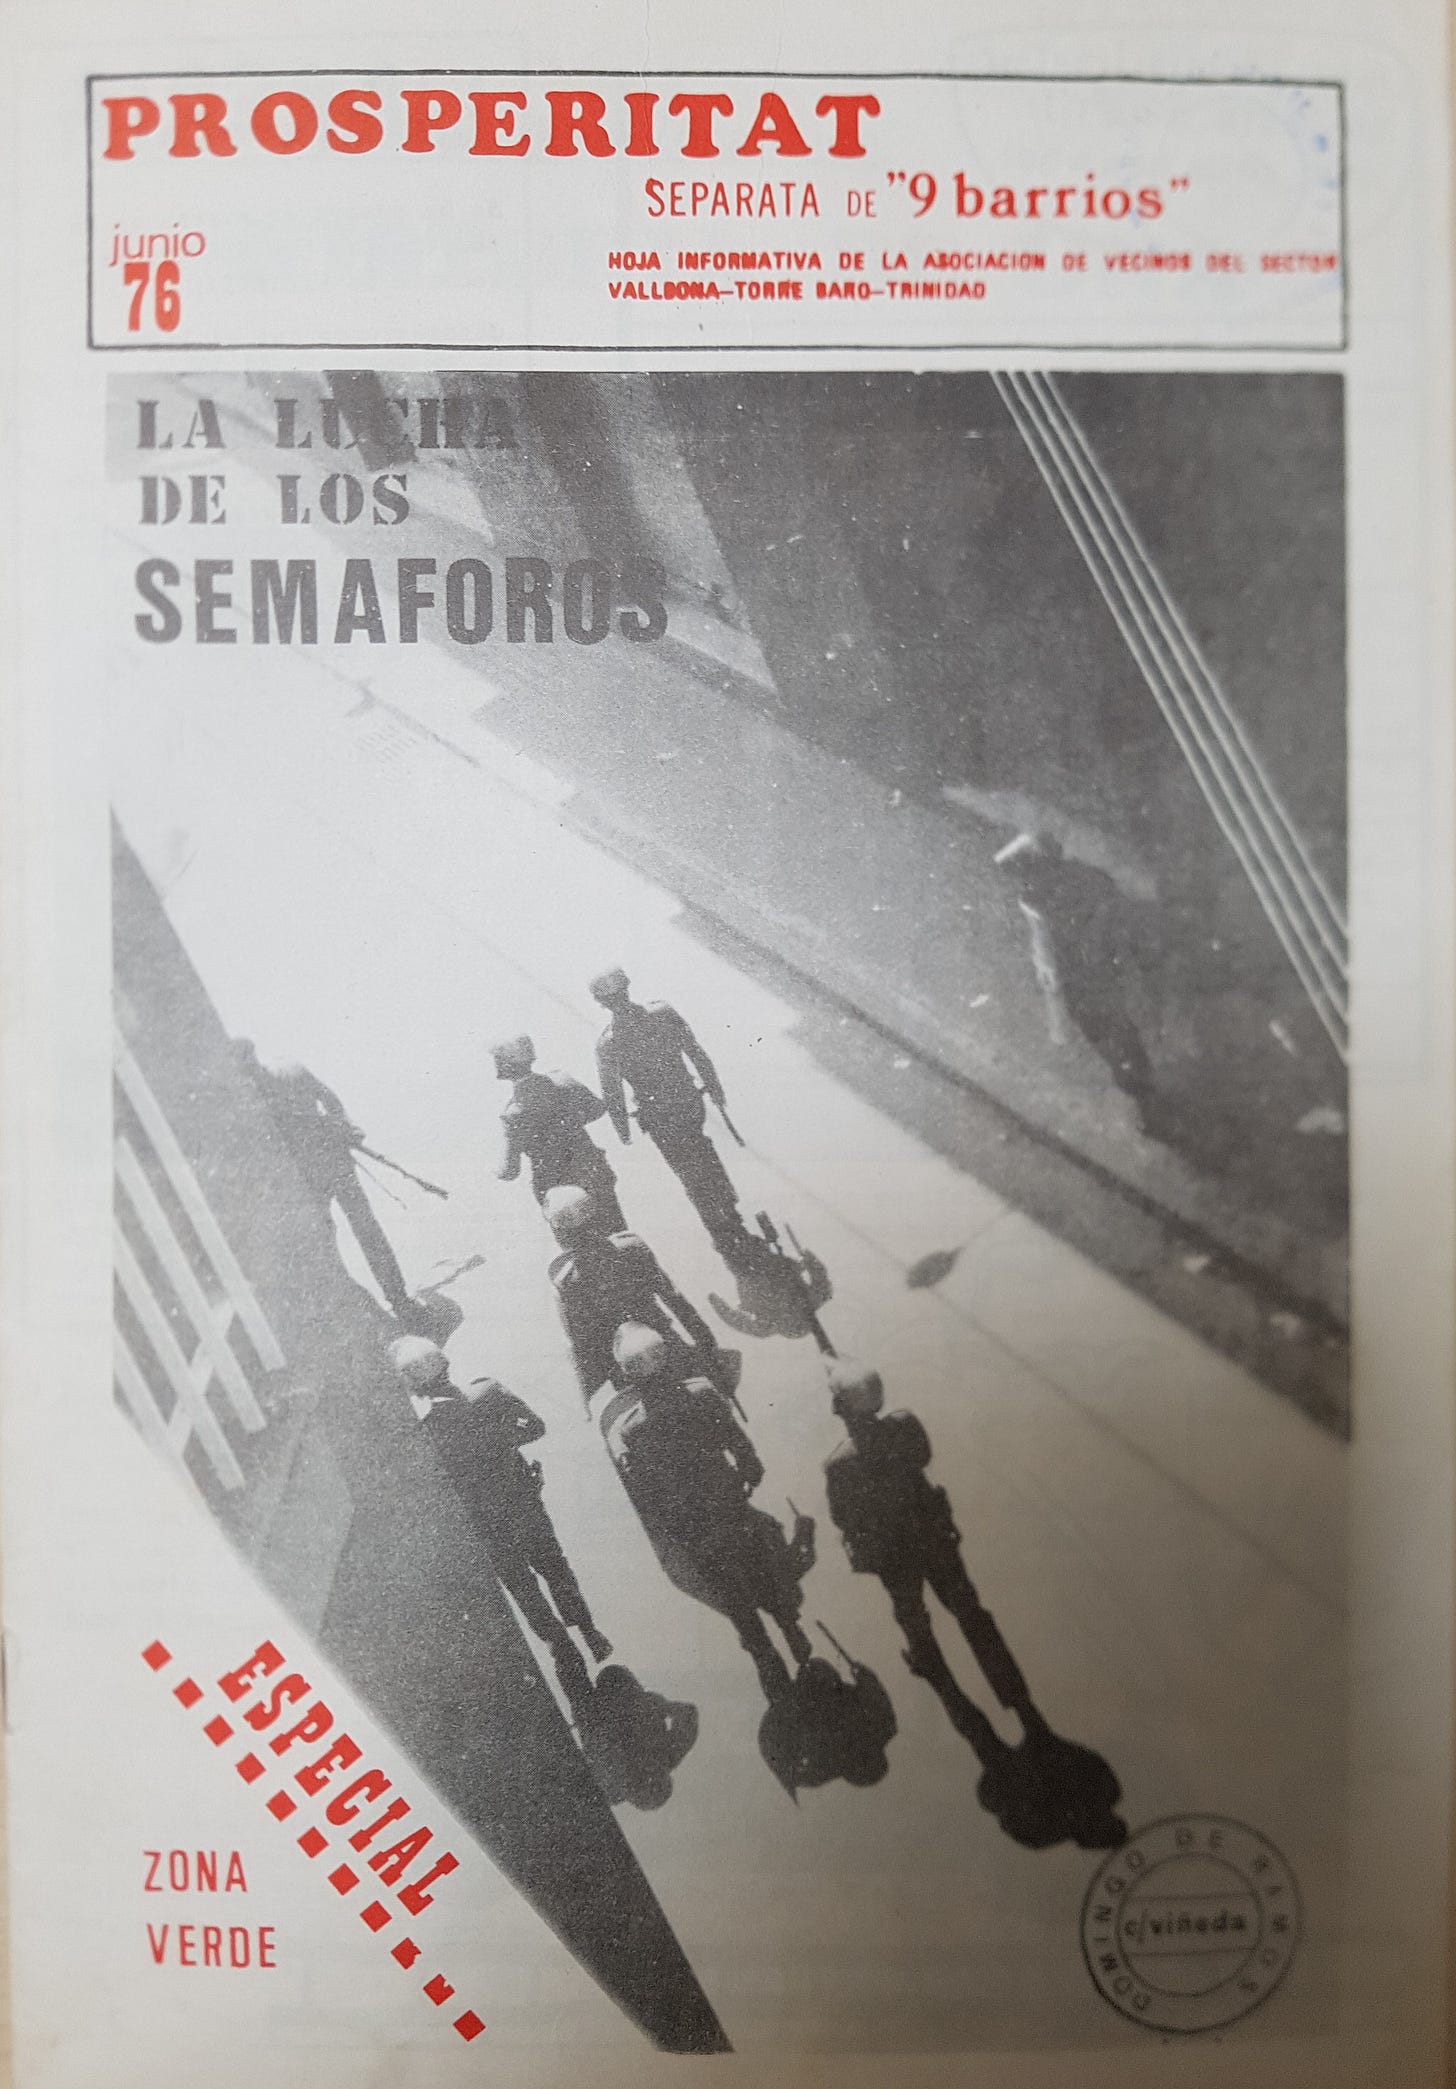 PROSPERITAT
SEPARATA DE "9 barrios"
junio
76
HOJA INFORMATIVA DE LA ASOCIACION DE VECINOS DEL SECTOR
VALLBONA-TORRE BARO-TRINIDAD
LA LUCHA
DE LOS
SEMAFOROS
ESPECIAL
ZONA
VERDE
DOMINGO DE RAMOS
c/viñeda